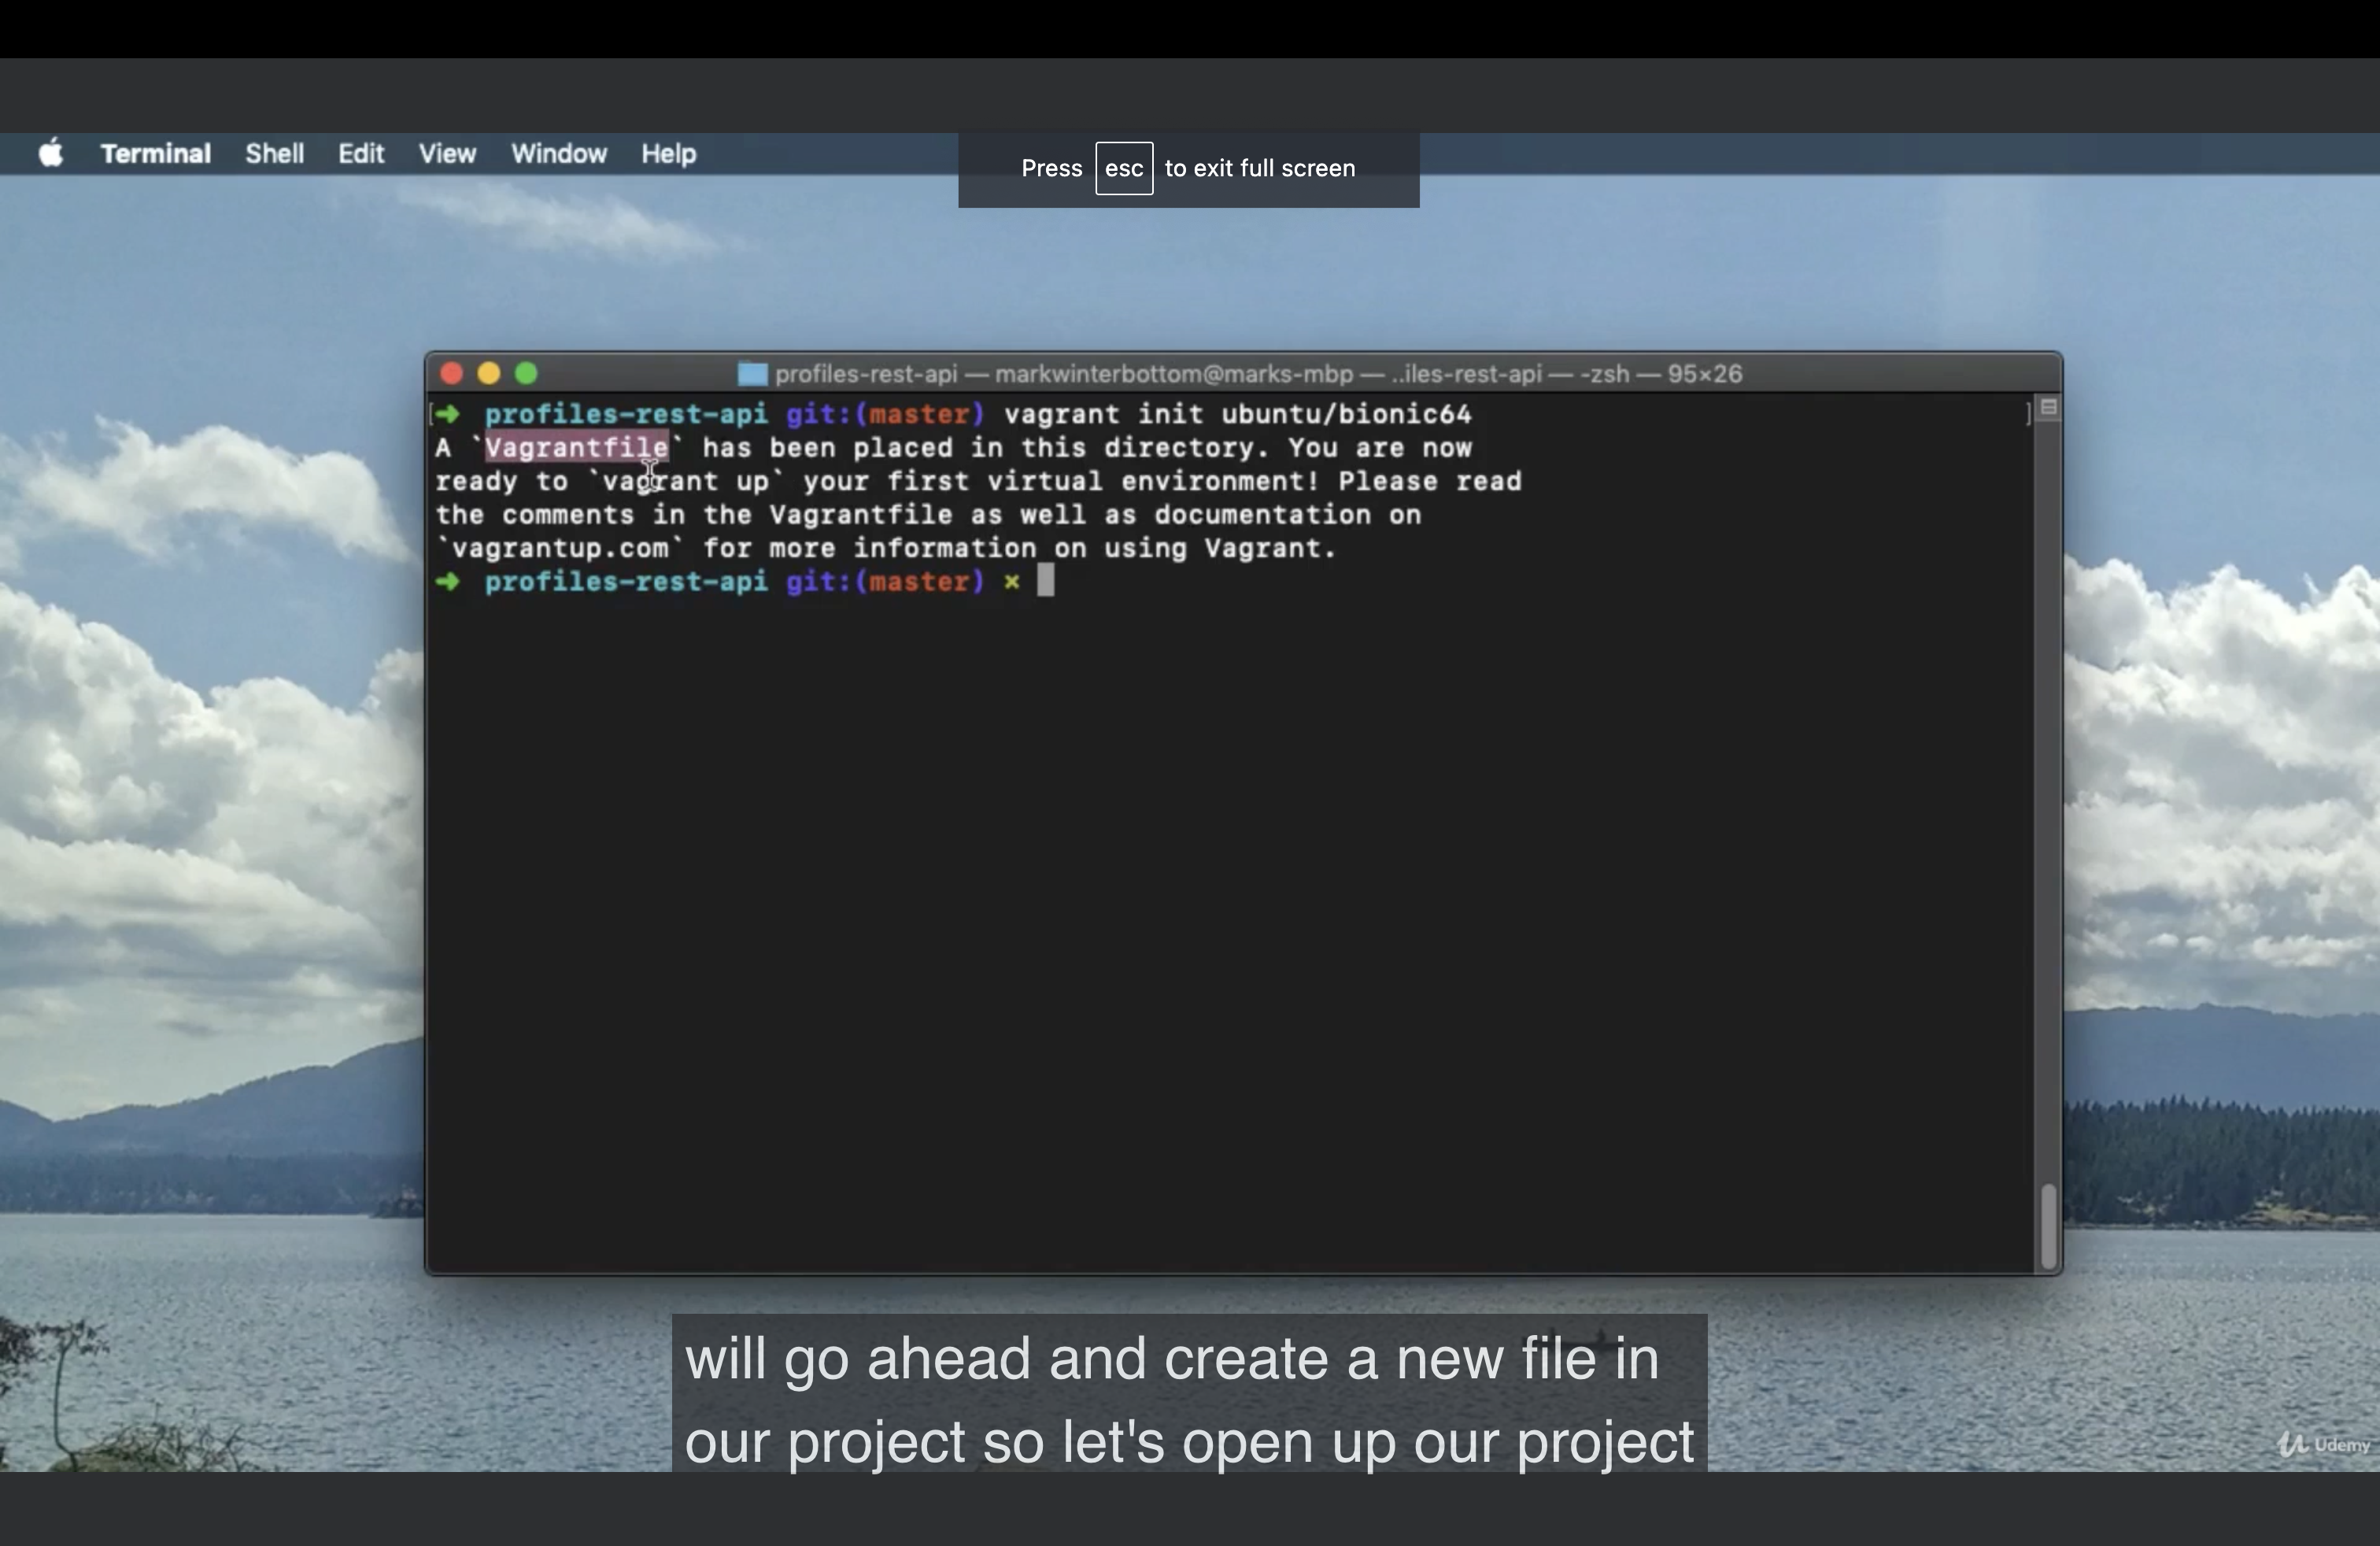 Terminal Shell Edit View Window Help
Press esc to exit full screen
profiles-rest-api — markwinterbottom@marks-mbp — ..iles-rest-api — -zsh — 95×26
[➜ profiles-rest-api git:(master) vagrant init ubuntu/bionic64 ]
A `Vagrantfile` has been placed in this directory. You are now
ready to `vagrant up` your first virtual environment! Please read
the comments in the Vagrantfile as well as documentation on
`vagrantup.com` for more information on using Vagrant.
➜ profiles-rest-api git:(master) ×
will go ahead and create a new file in
our project so let's open up our project
Udemy